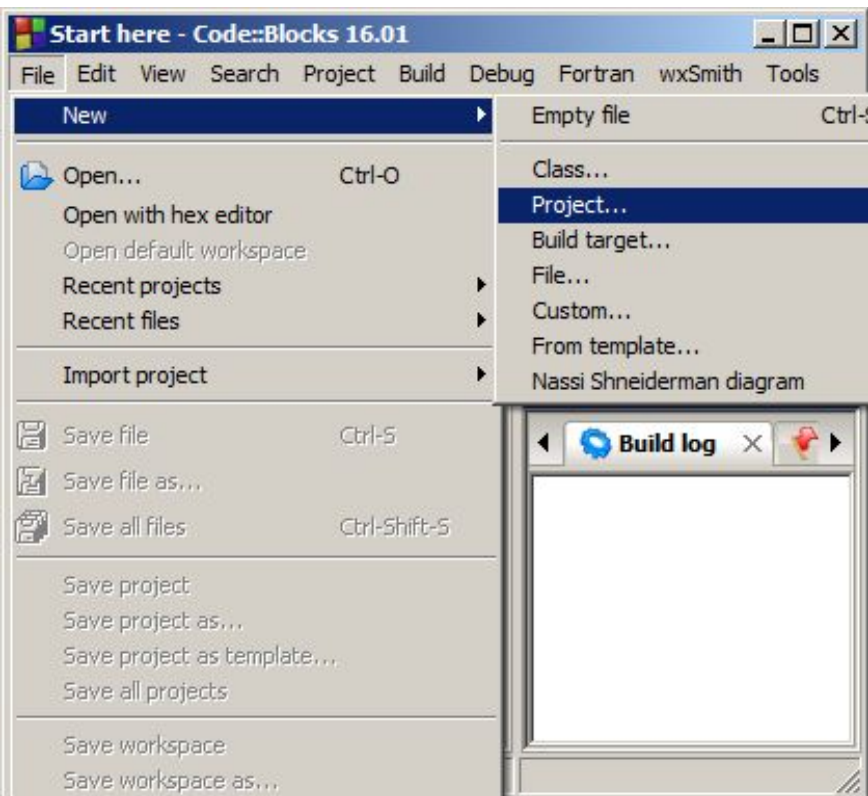 Start here - Code::Blocks 16.01
File Edit View Search Project Build Debug Fortran wxSmith Tools
New
Open... Ctrl-O
Open with hex editor
Open default workspace
Recent projects
Recent files
Import project
Save file Ctrl-S
Save file as...
Save all files Ctrl-Shift-S
Save project
Save project as...
Save project as template...
Save all projects
Save workspace
Save workspace as...
Empty file
Class...
Project...
Build target...
File...
Custom...
From template...
Nassi Shneiderman diagram
Build log